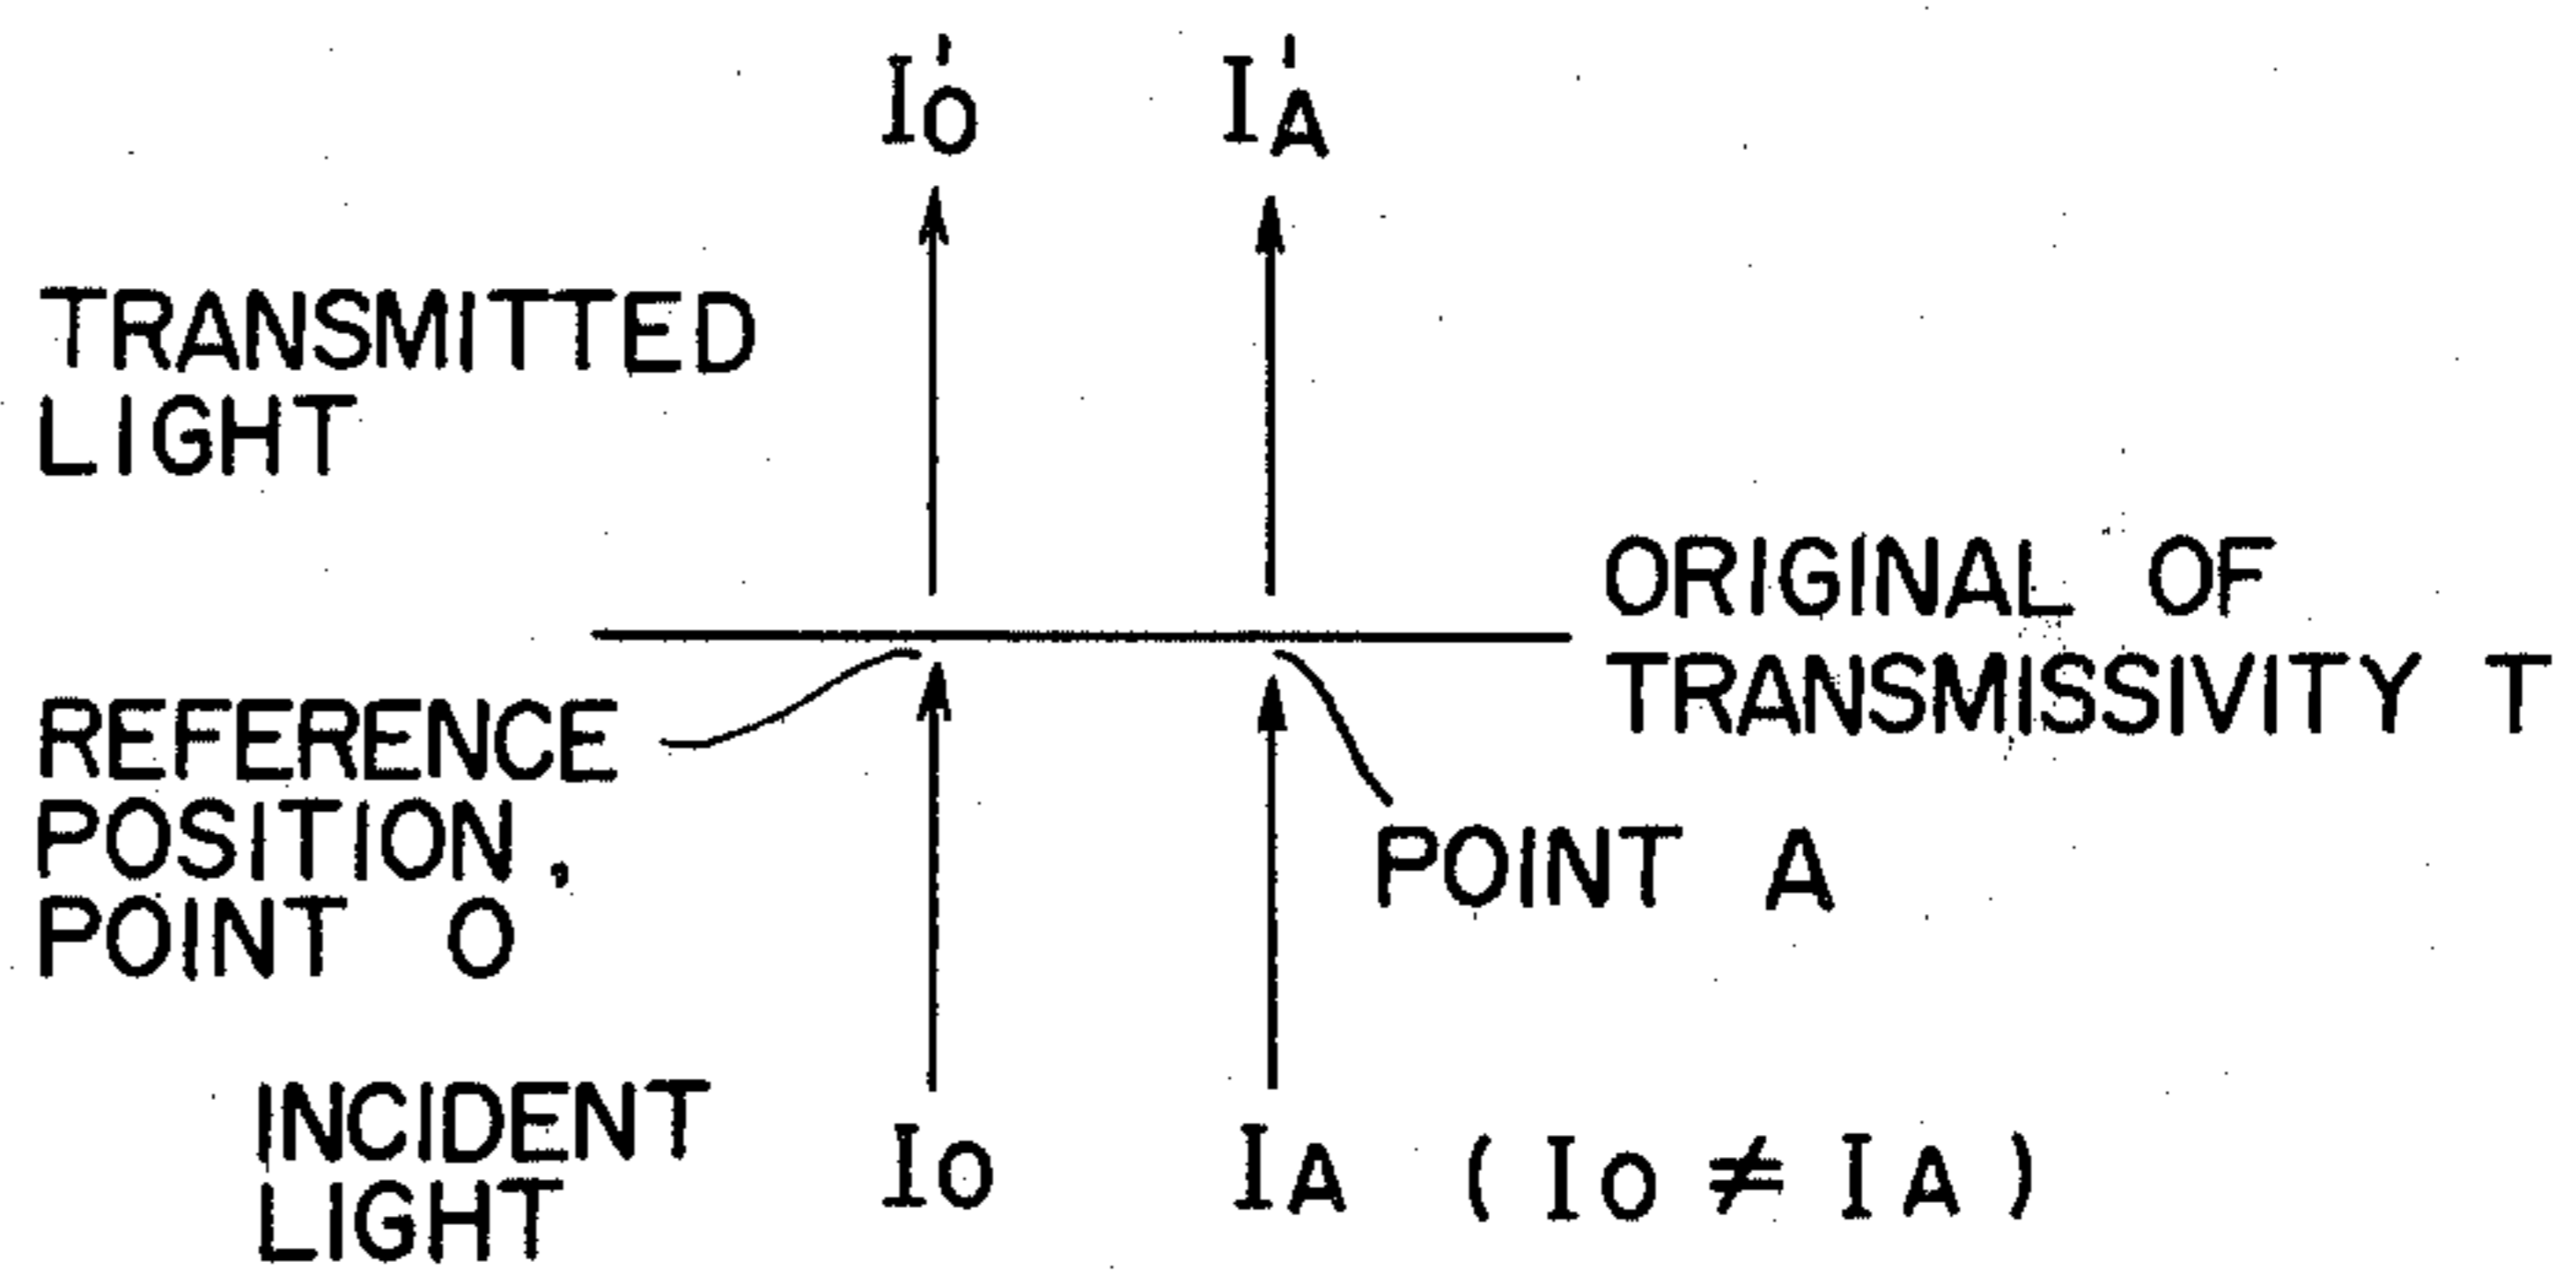 I'O I'A
TRANSMITTED
LIGHT
ORIGINAL OF
TRANSMISSIVITY T
REFERENCE
POSITION,
POINT O
POINT A
INCIDENT
LIGHT
IO IA (IO ≠ IA)